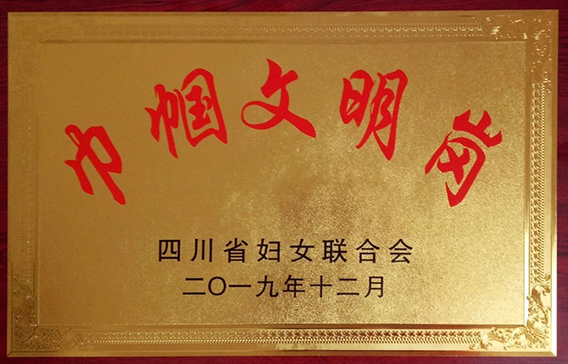 巾帼文明岗
四川省妇女联合会
二〇一九年十二月